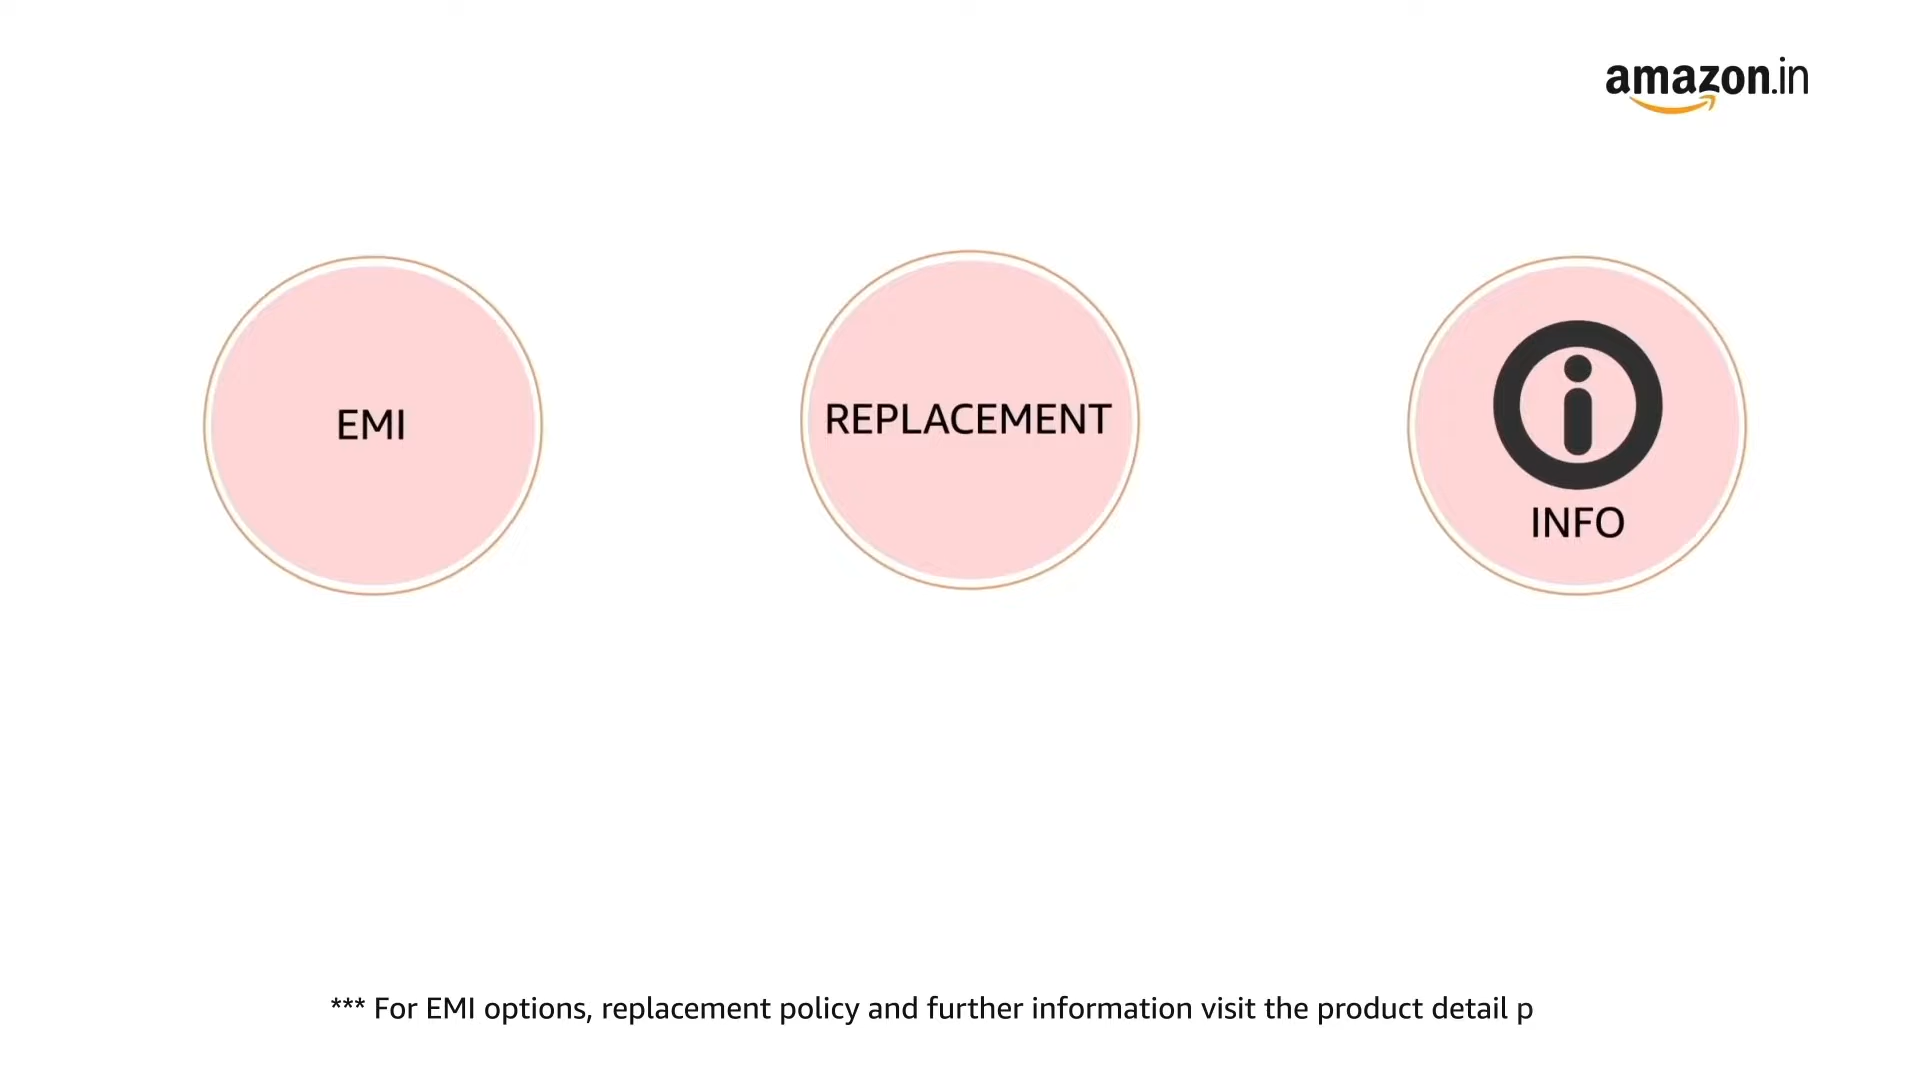 amazon.in
EMI
REPLACEMENT
INFO
*** For EMI options, replacement policy and further information visit the product detail p